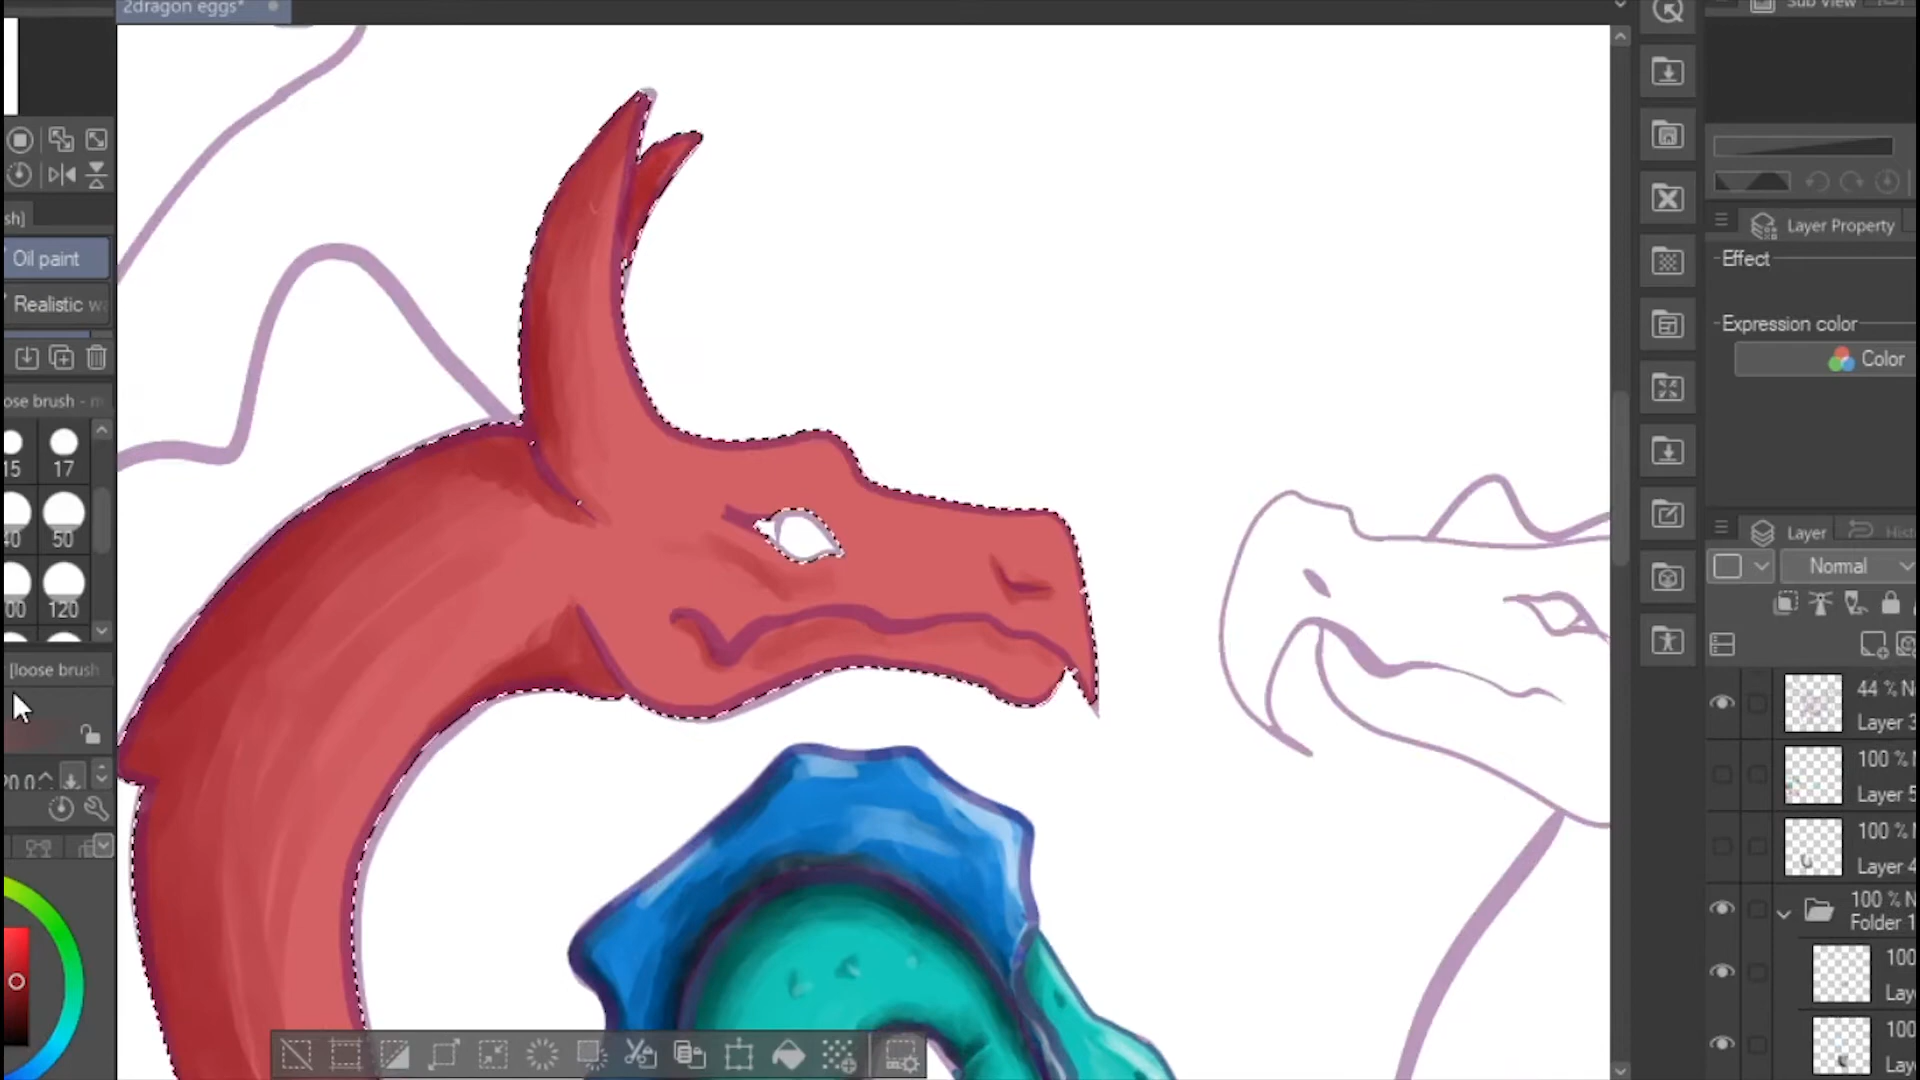 2dragon eggs*
Sub View
sh]
Oil paint
Realistic
Layer Property
Effect
Expression color
Color
ose brush -
15
17
40
50
00
120
[loose brush
20.0
Layer
Normal
44 % N
Layer 3
100 % N
Layer 5
100 % N
Layer 4
100 % N
Folder 1
100
Lay
100
Lay